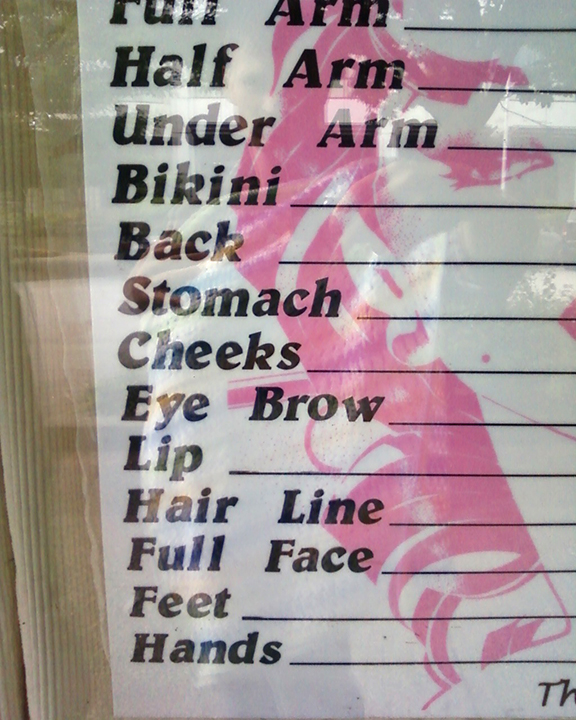 Full Arm
Half Arm
Under Arm
Bikini
Back
Stomach
Cheeks
Eye Brow
Lip
Hair Line
Full Face
Feet
Hands
Th